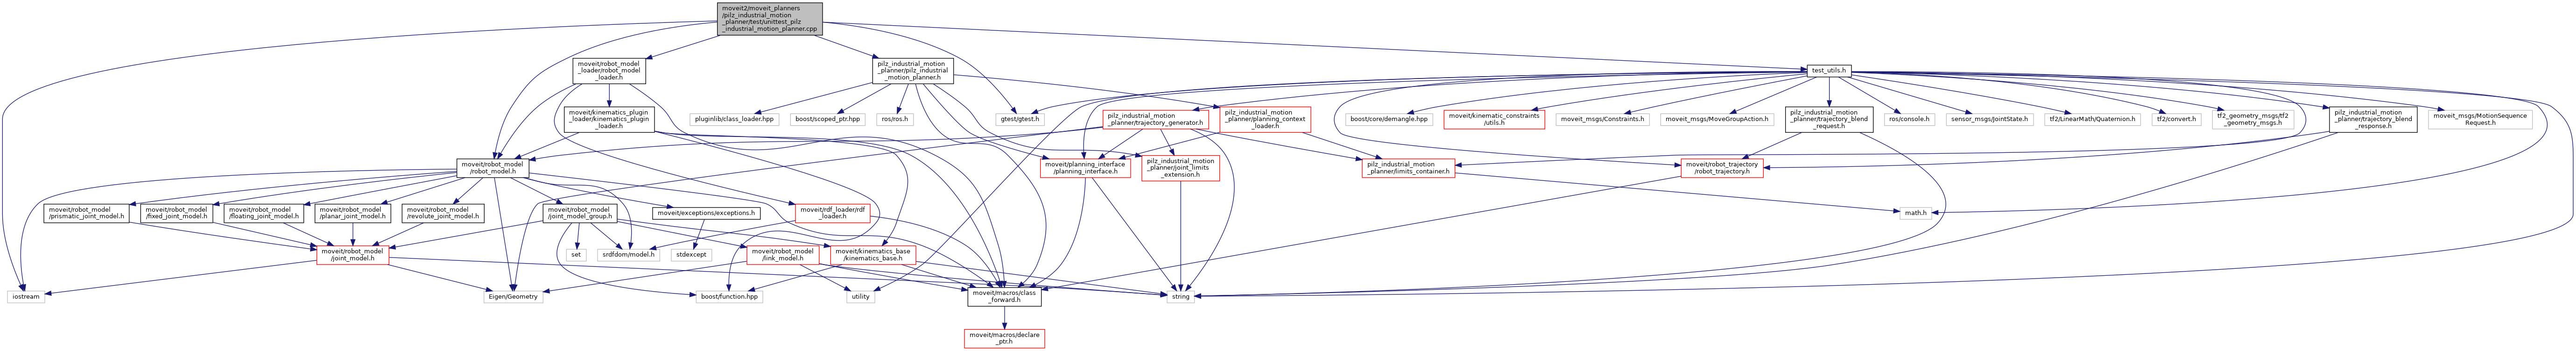 moveit2/moveit_planners
/pilz_industrial_motion
_planner/test/unittest_pilz
_industrial_motion_planner.cpp
moveit/robot_model
_loader/robot_model
_loader.h
pilz_industrial_motion
_planner/pilz_industrial
_motion_planner.h
test_utils.h
moveit/kinematics_plugin
_loader/kinematics_plugin
_loader.h
pluginlib/class_loader.hpp
boost/scoped_ptr.hpp
ros/ros.h
gtest/gtest.h
pilz_industrial_motion
_planner/trajectory_generator.h
pilz_industrial_motion
_planner/planning_context
_loader.h
boost/core/demangle.hpp
moveit/kinematic_constraints
/utils.h
moveit_msgs/Constraints.h
moveit_msgs/MoveGroupAction.h
pilz_industrial_motion
_planner/trajectory_blend
_request.h
ros/console.h
sensor_msgs/JointState.h
tf2/LinearMath/Quaternion.h
tf2/convert.h
tf2_geometry_msgs/tf2
_geometry_msgs.h
pilz_industrial_motion
_planner/trajectory_blend
_response.h
moveit_msgs/MotionSequence
Request.h
moveit/robot_model
/robot_model.h
moveit/planning_interface
/planning_interface.h
pilz_industrial_motion
_planner/joint_limits
_extension.h
pilz_industrial_motion
_planner/limits_container.h
moveit/robot_trajectory
/robot_trajectory.h
moveit/robot_model
/prismatic_joint_model.h
moveit/robot_model
/fixed_joint_model.h
moveit/robot_model
/floating_joint_model.h
moveit/robot_model
/planar_joint_model.h
moveit/robot_model
/revolute_joint_model.h
moveit/robot_model
/joint_model_group.h
moveit/exceptions/exceptions.h
moveit/rdf_loader/rdf
_loader.h
math.h
moveit/robot_model
/joint_model.h
set
srdfdom/model.h
stdexcept
moveit/robot_model
/link_model.h
moveit/kinematics_base
/kinematics_base.h
iostream
Eigen/Geometry
boost/function.hpp
utility
moveit/macros/class
_forward.h
string
moveit/macros/declare
_ptr.h